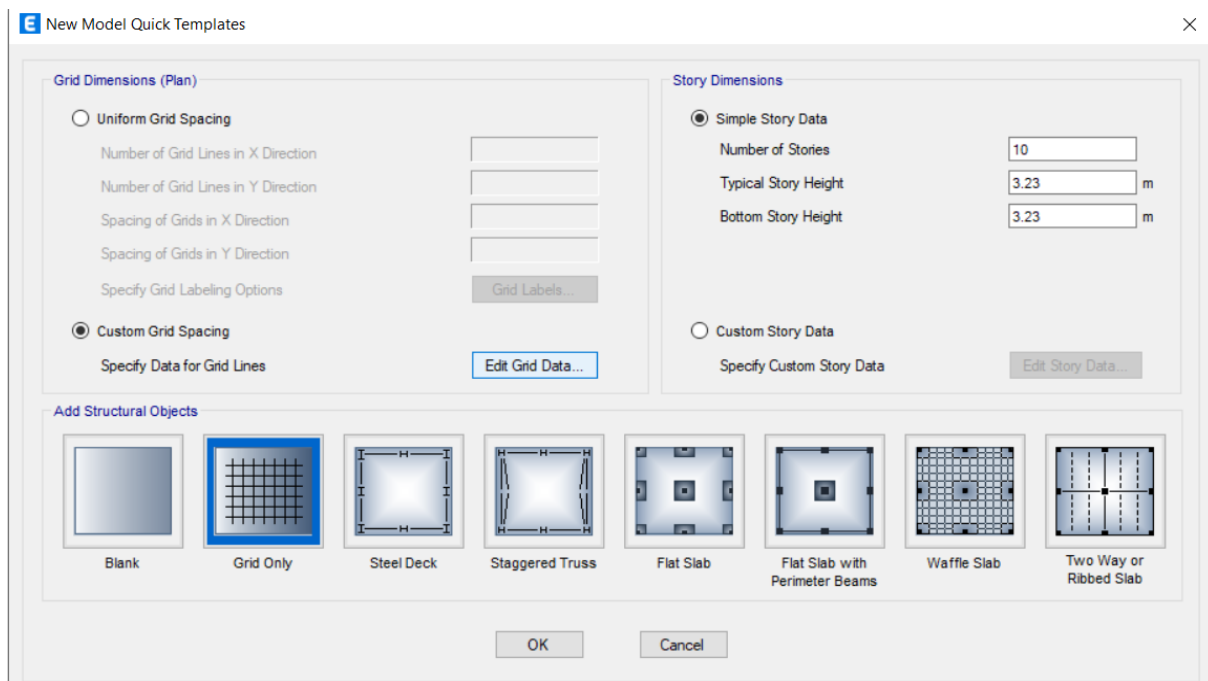 E New Model Quick Templates
Grid Dimensions (Plan)
Uniform Grid Spacing
Number of Grid Lines in X Direction
Number of Grid Lines in Y Direction
Spacing of Grids in X Direction
Spacing of Grids in Y Direction
Specify Grid Labeling Options
Grid Labels...
Custom Grid Spacing
Specify Data for Grid Lines
Edit Grid Data...
Story Dimensions
Simple Story Data
Number of Stories
10
Typical Story Height
3.23
m
Bottom Story Height
3.23
m
Custom Story Data
Specify Custom Story Data
Edit Story Data...
Add Structural Objects
Blank
Grid Only
Steel Deck
Staggered Truss
Flat Slab
Flat Slab with
Perimeter Beams
Waffle Slab
Two Way or
Ribbed Slab
OK
Cancel